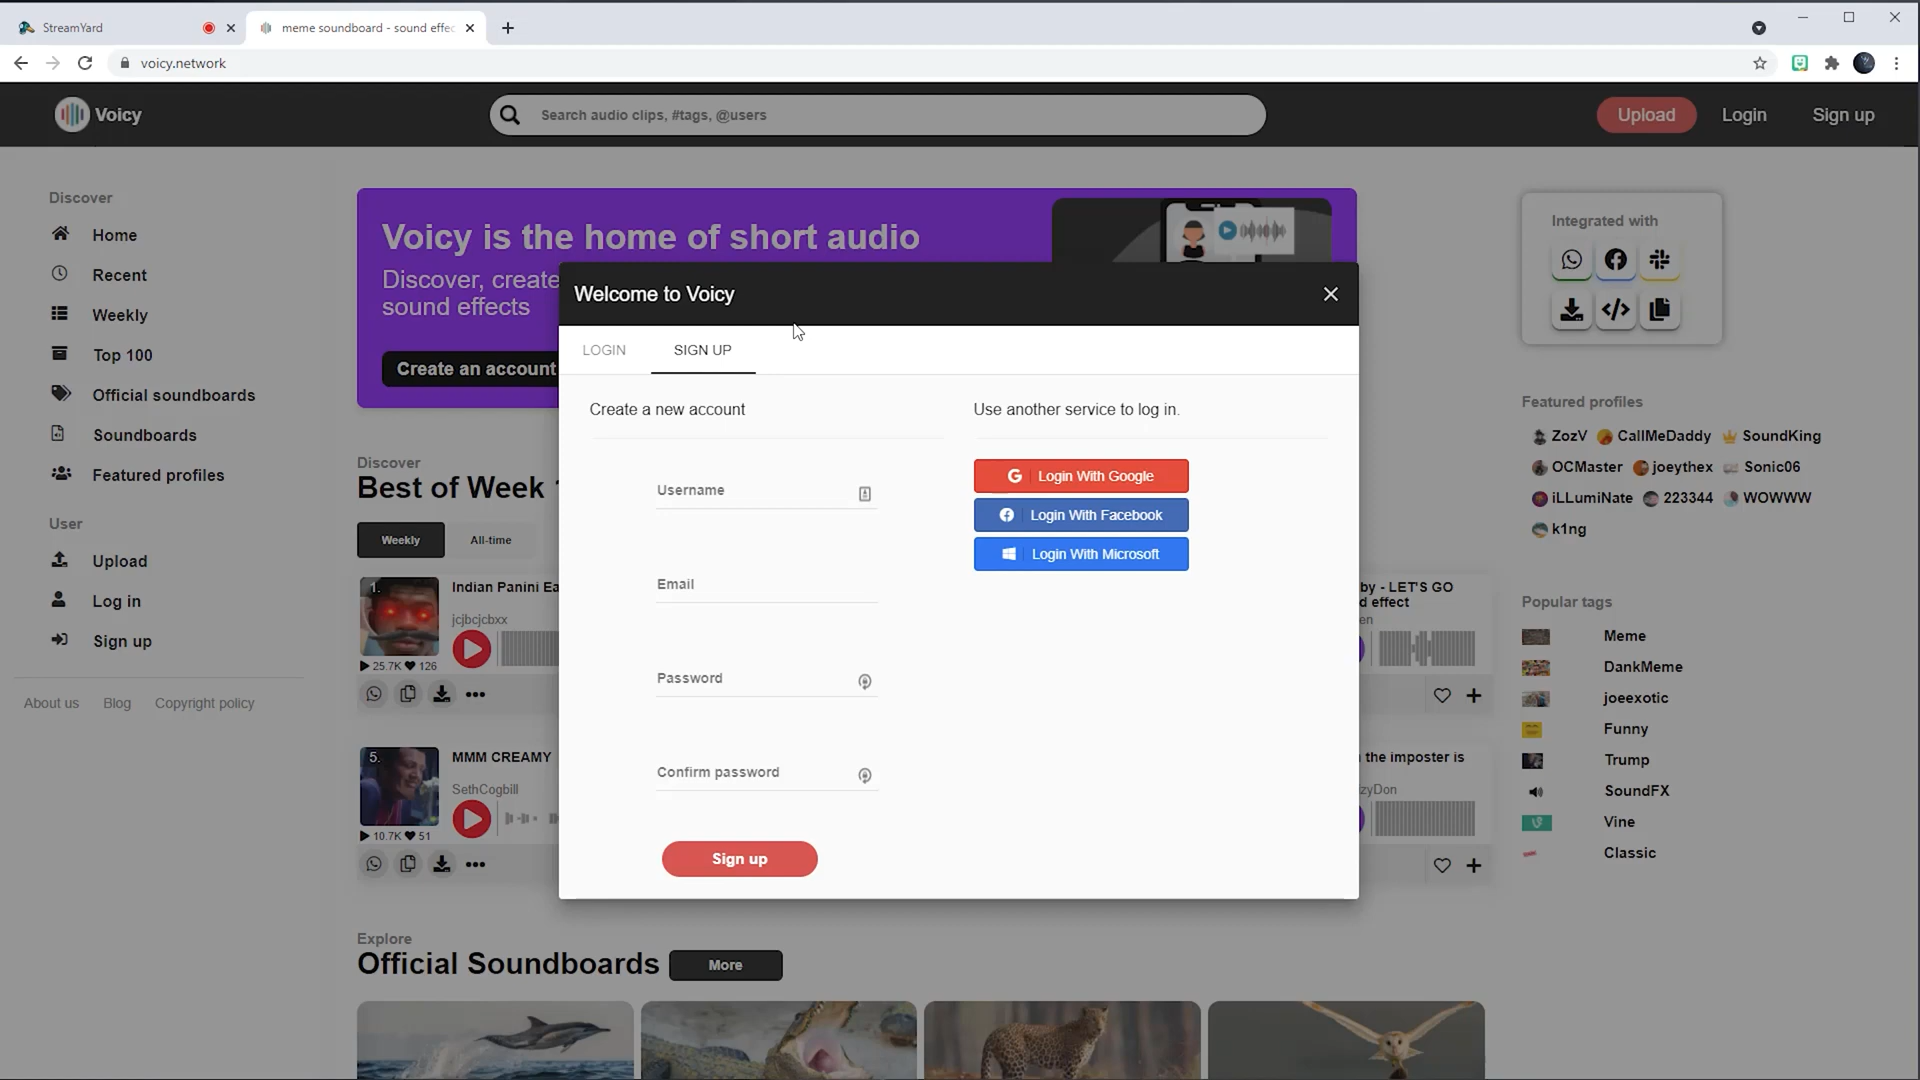 StreamYard
meme soundboard - sound effec
voicy.network
Voicy
Search audio clips, #tags, @users
Upload
Login
Sign up
Discover
Home
Recent
Weekly
Top 100
Official soundboards
Soundboards
Featured profiles
User
Upload
Log in
Sign up
About us
Blog
Copyright policy
Voicy is the home of short audio
Discover, create
sound effects
Create an account
Discover
Best of Week
Weekly
All-time
1.
Indian Panini Ea
jcjbcjcbxx
25.7K 126
5.
MMM CREAMY
SethCogbill
10.7K 51
Welcome to Voicy
LOGIN
SIGN UP
Create a new account
Username
Email
Password
Confirm password
Sign up
Use another service to log in.
Login With Google
Login With Facebook
Login With Microsoft
by - LET'S GO
d effect
en
the imposter is
zyDon
Explore
Official Soundboards
More
Integrated with
Featured profiles
ZozV CallMeDaddy SoundKing
OCMaster joeythex Sonic06
iLLumiNate 223344 WOWWW
k1ng
Popular tags
Meme
DankMeme
joeexotic
Funny
Trump
SoundFX
Vine
Classic